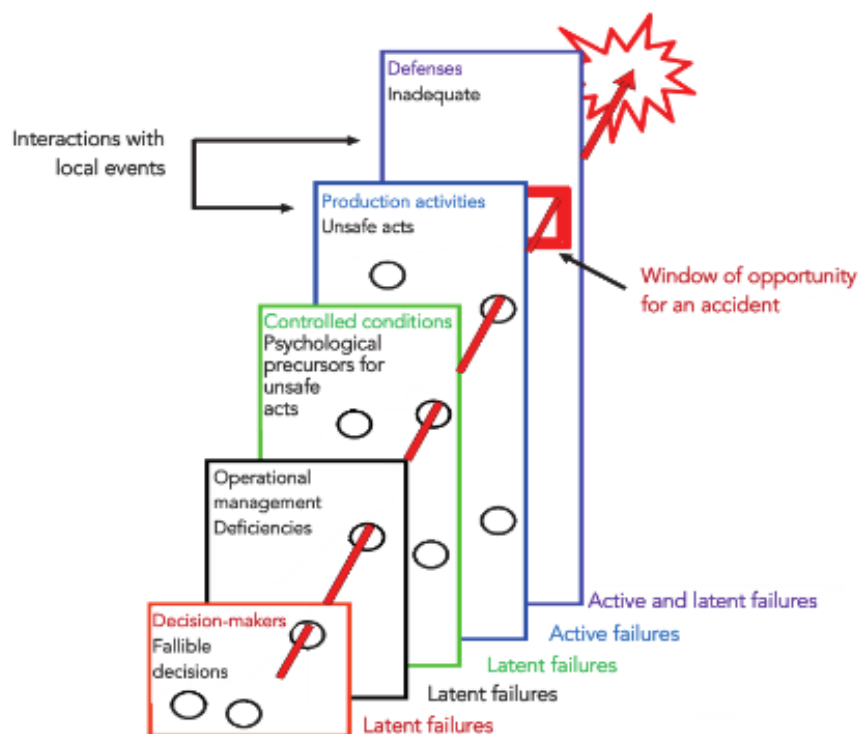 Defenses
Inadequate
Interactions with
local events
Production activities
Unsafe acts
Window of opportunity
for an accident
Controlled conditions
Psychological
precursors for
unsafe
acts
Operational
management
Deficiencies
Decision-makers
Fallible
decisions
Active and latent failures
Active failures
Latent failures
Latent failures
Latent failures